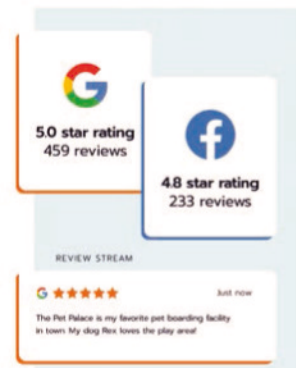 5.0 star rating
459 reviews
4.8 star rating
233 reviews
REVIEW STREAM
Just now
The Pet Palace is my favorite pet boarding facility
in town. My dog Rex loves the play area!